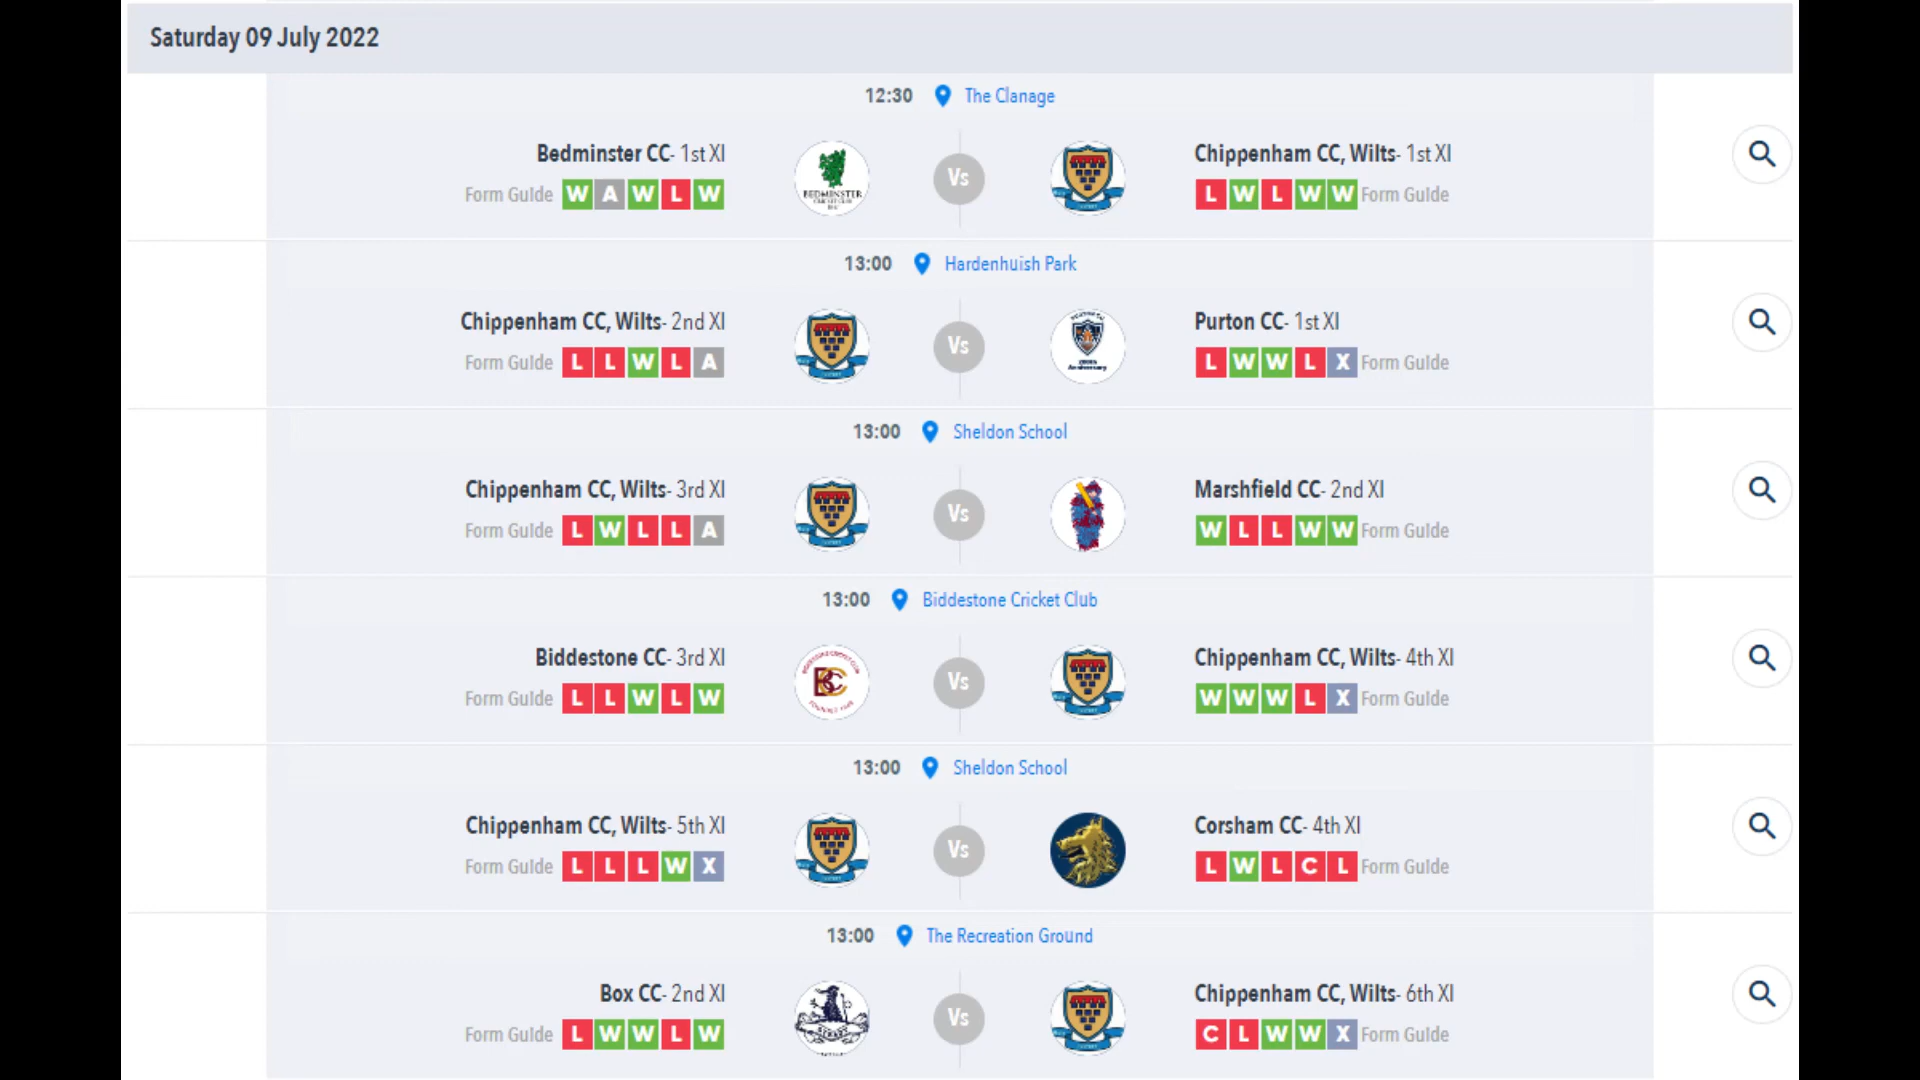 Saturday 09 July 2022
12:30 The Clanage
Bedminster CC- 1st XI Vs Chippenham CC, Wilts- 1st XI
Form Guide W A W L W L W L W W Form Guide
BEDMINSTER
CRICKET CLUB
13:00 Hardenhuish Park
Chippenham CC, Wilts- 2nd XI Vs Purton CC- 1st XI
Form Guide L L W L A L W W L X Form Guide
Anniversary
13:00 Sheldon School
Chippenham CC, Wilts- 3rd XI Vs Marshfield CC- 2nd XI
Form Guide L W L L A W L L W W Form Guide
13:00 Biddestone Cricket Club
Biddestone CC- 3rd XI Vs Chippenham CC, Wilts- 4th XI
Form Guide L L W L W W W W L X Form Guide
13:00 Sheldon School
Chippenham CC, Wilts- 5th XI Vs Corsham CC- 4th XI
Form Guide L L L W X L W L C L Form Guide
13:00 The Recreation Ground
Box CC- 2nd XI Vs Chippenham CC, Wilts- 6th XI
Form Guide L W W L W C L W W X Form Guide